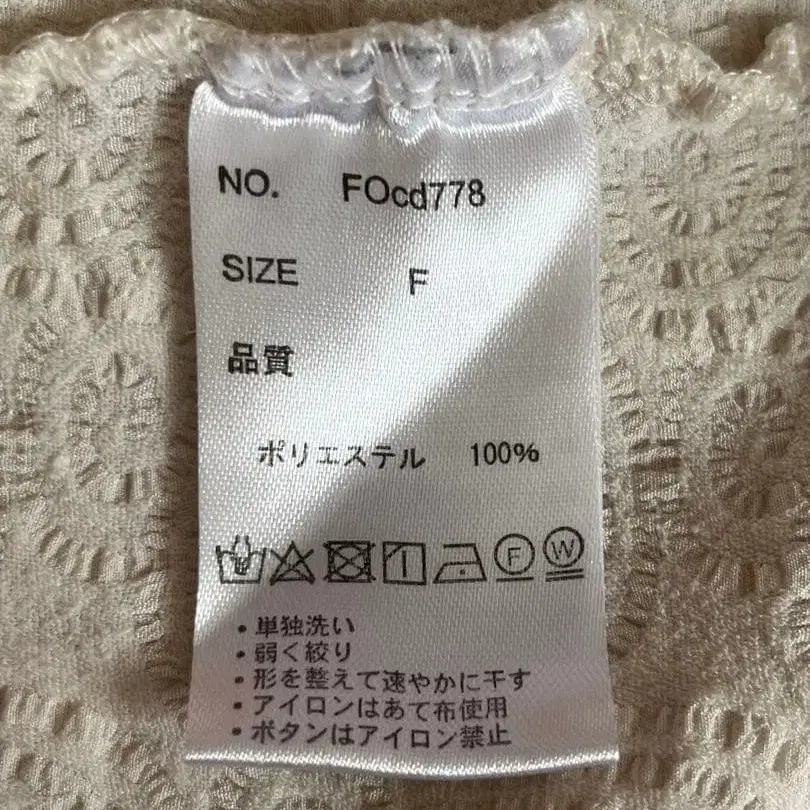 NO. FOcd778
SIZE F
品質
ポリエステル 100%
F W
・単独洗い
・弱く絞り
・形を整えて速やかに干す
・アイロンはあて布使用
・ボタンはアイロン禁止